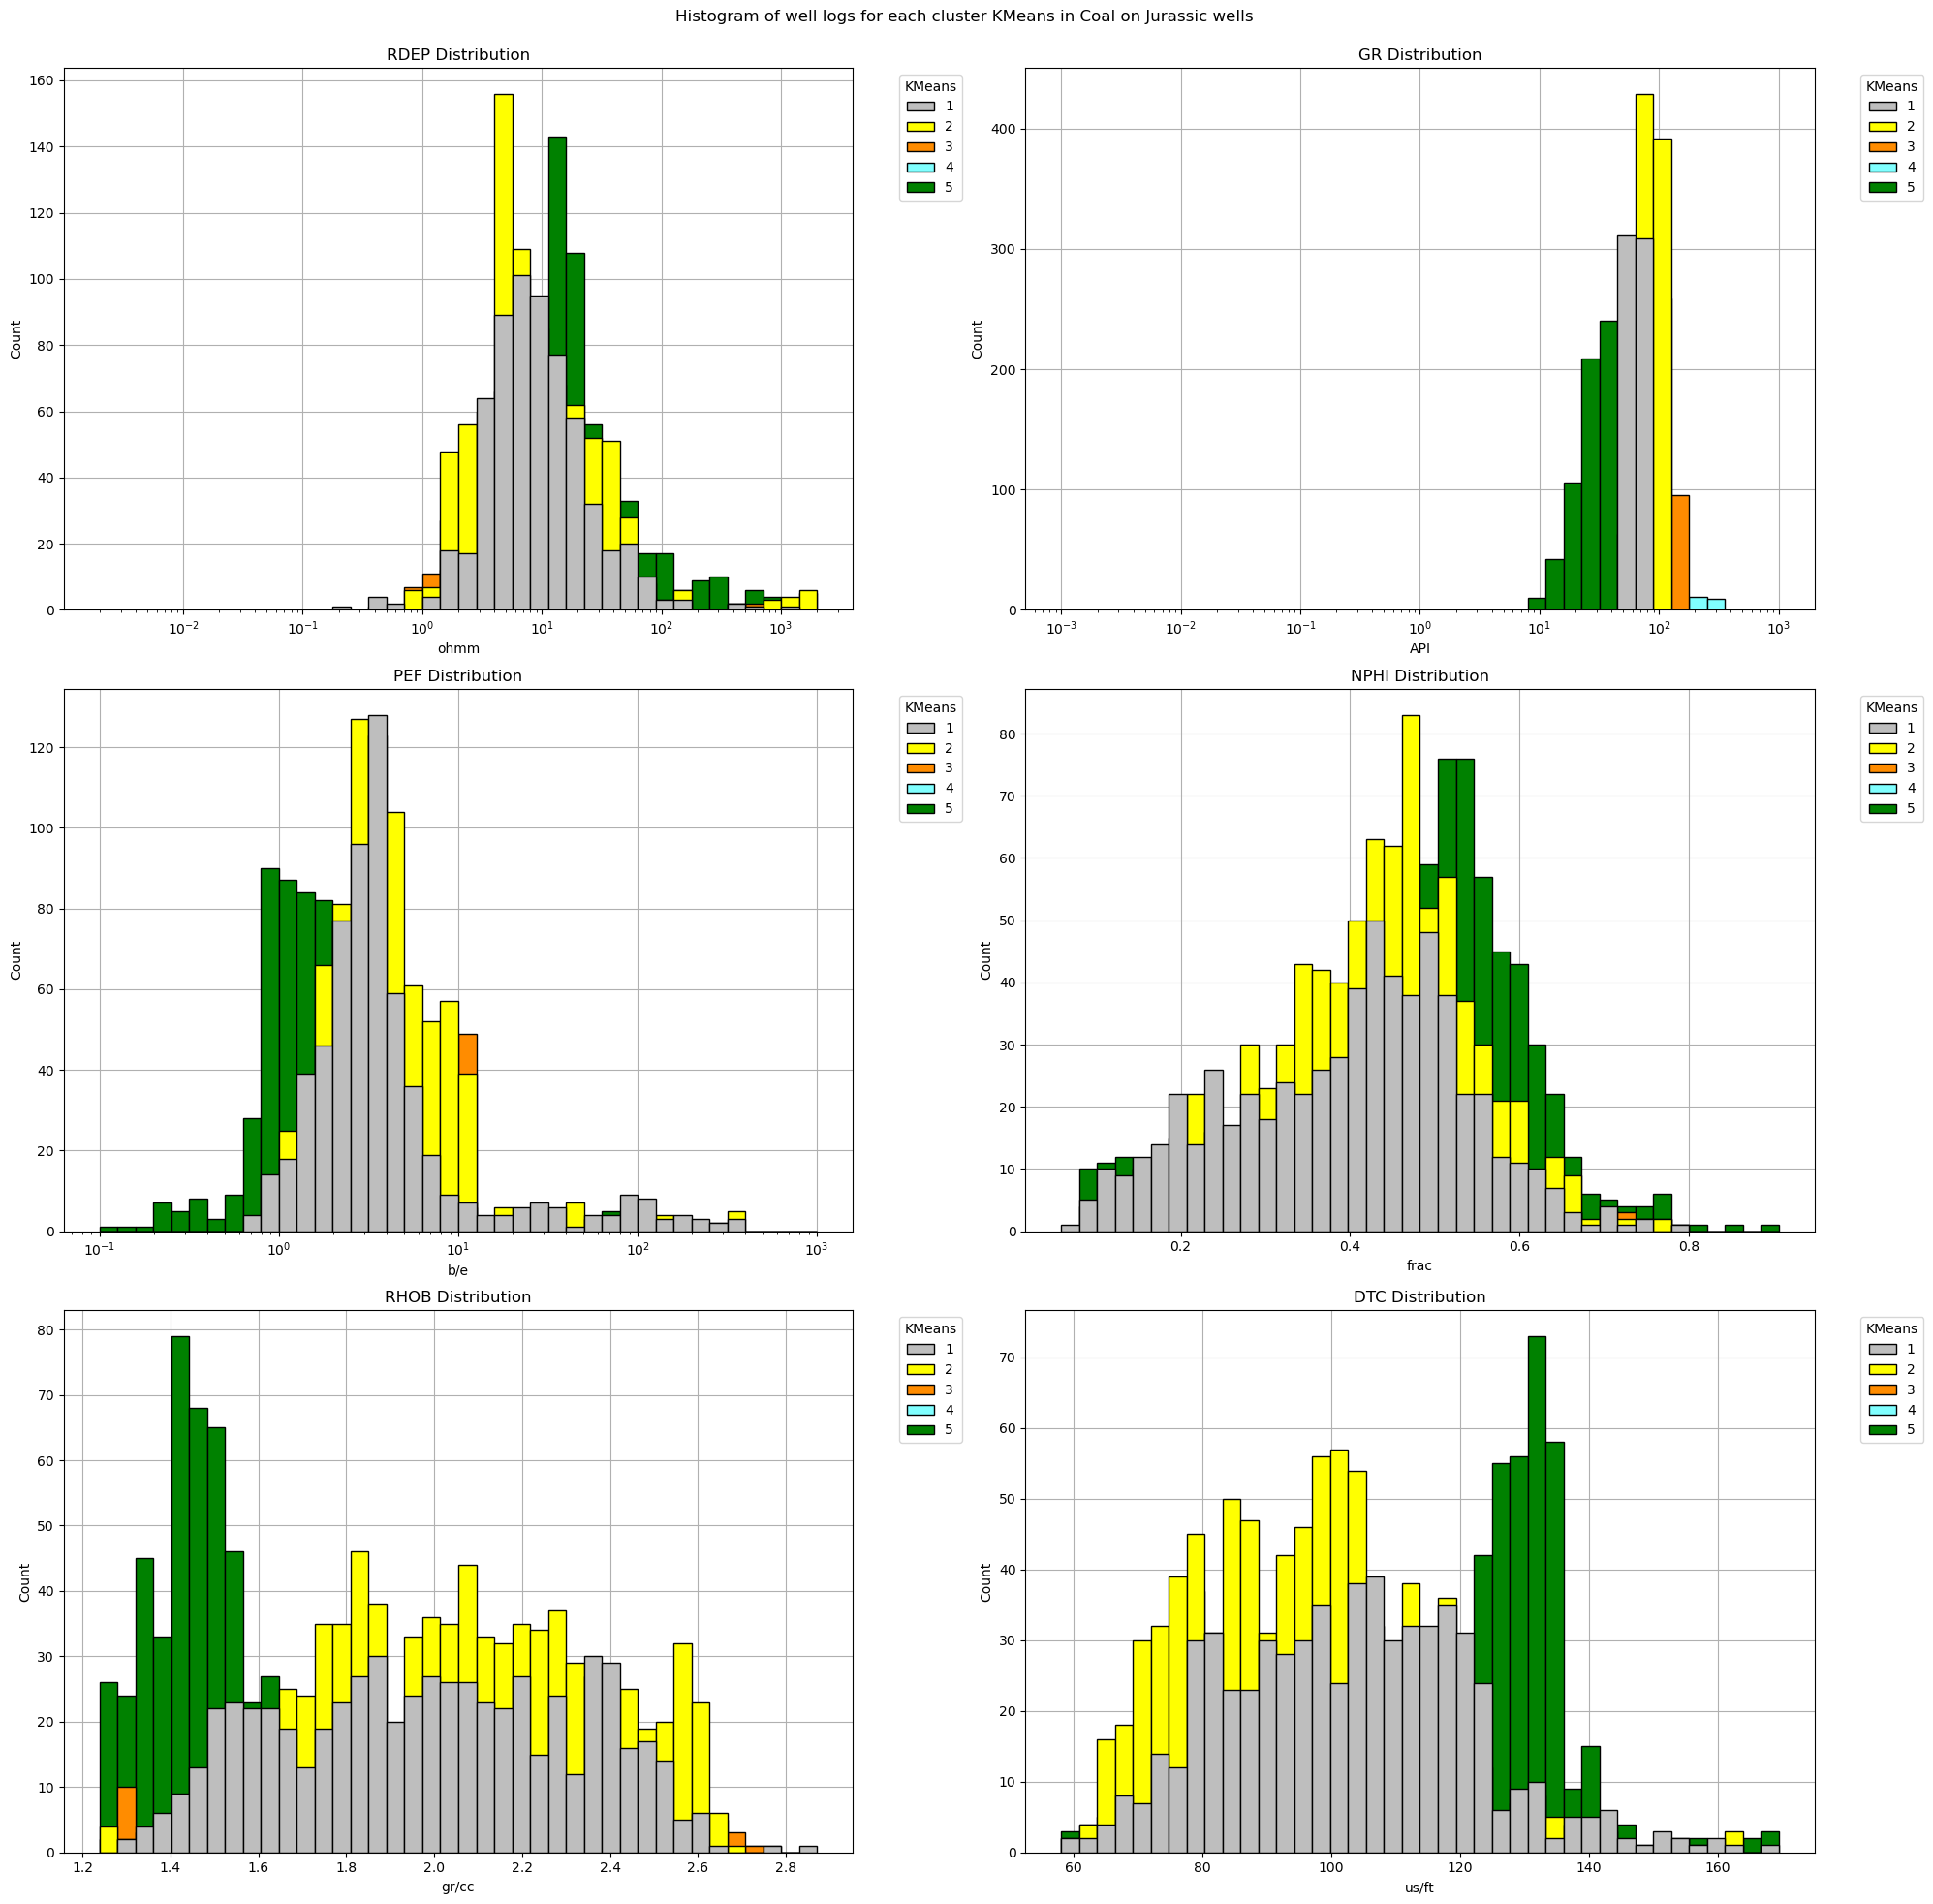 Histogram of well logs for each cluster KMeans in Coal on Jurassic wells
RDEP Distribution
Count
160
140
120
100
80
60
40
20
0
10⁻² 10⁻¹ 10⁰ 10¹ 10² 10³
ohmm
KMeans
1
2
3
4
5
GR Distribution
Count
400
300
200
100
0
10⁻³ 10⁻² 10⁻¹ 10⁰ 10¹ 10² 10³
API
KMeans
1
2
3
4
5
PEF Distribution
Count
120
100
80
60
40
20
0
10⁻¹ 10⁰ 10¹ 10² 10³
b/e
KMeans
1
2
3
4
5
NPHI Distribution
Count
80
70
60
50
40
30
20
10
0
0.2 0.4 0.6 0.8
frac
KMeans
1
2
3
4
5
RHOB Distribution
Count
80
70
60
50
40
30
20
10
0
1.2 1.4 1.6 1.8 2.0 2.2 2.4 2.6 2.8
gr/cc
KMeans
1
2
3
4
5
DTC Distribution
Count
70
60
50
40
30
20
10
0
60 80 100 120 140 160
us/ft
KMeans
1
2
3
4
5